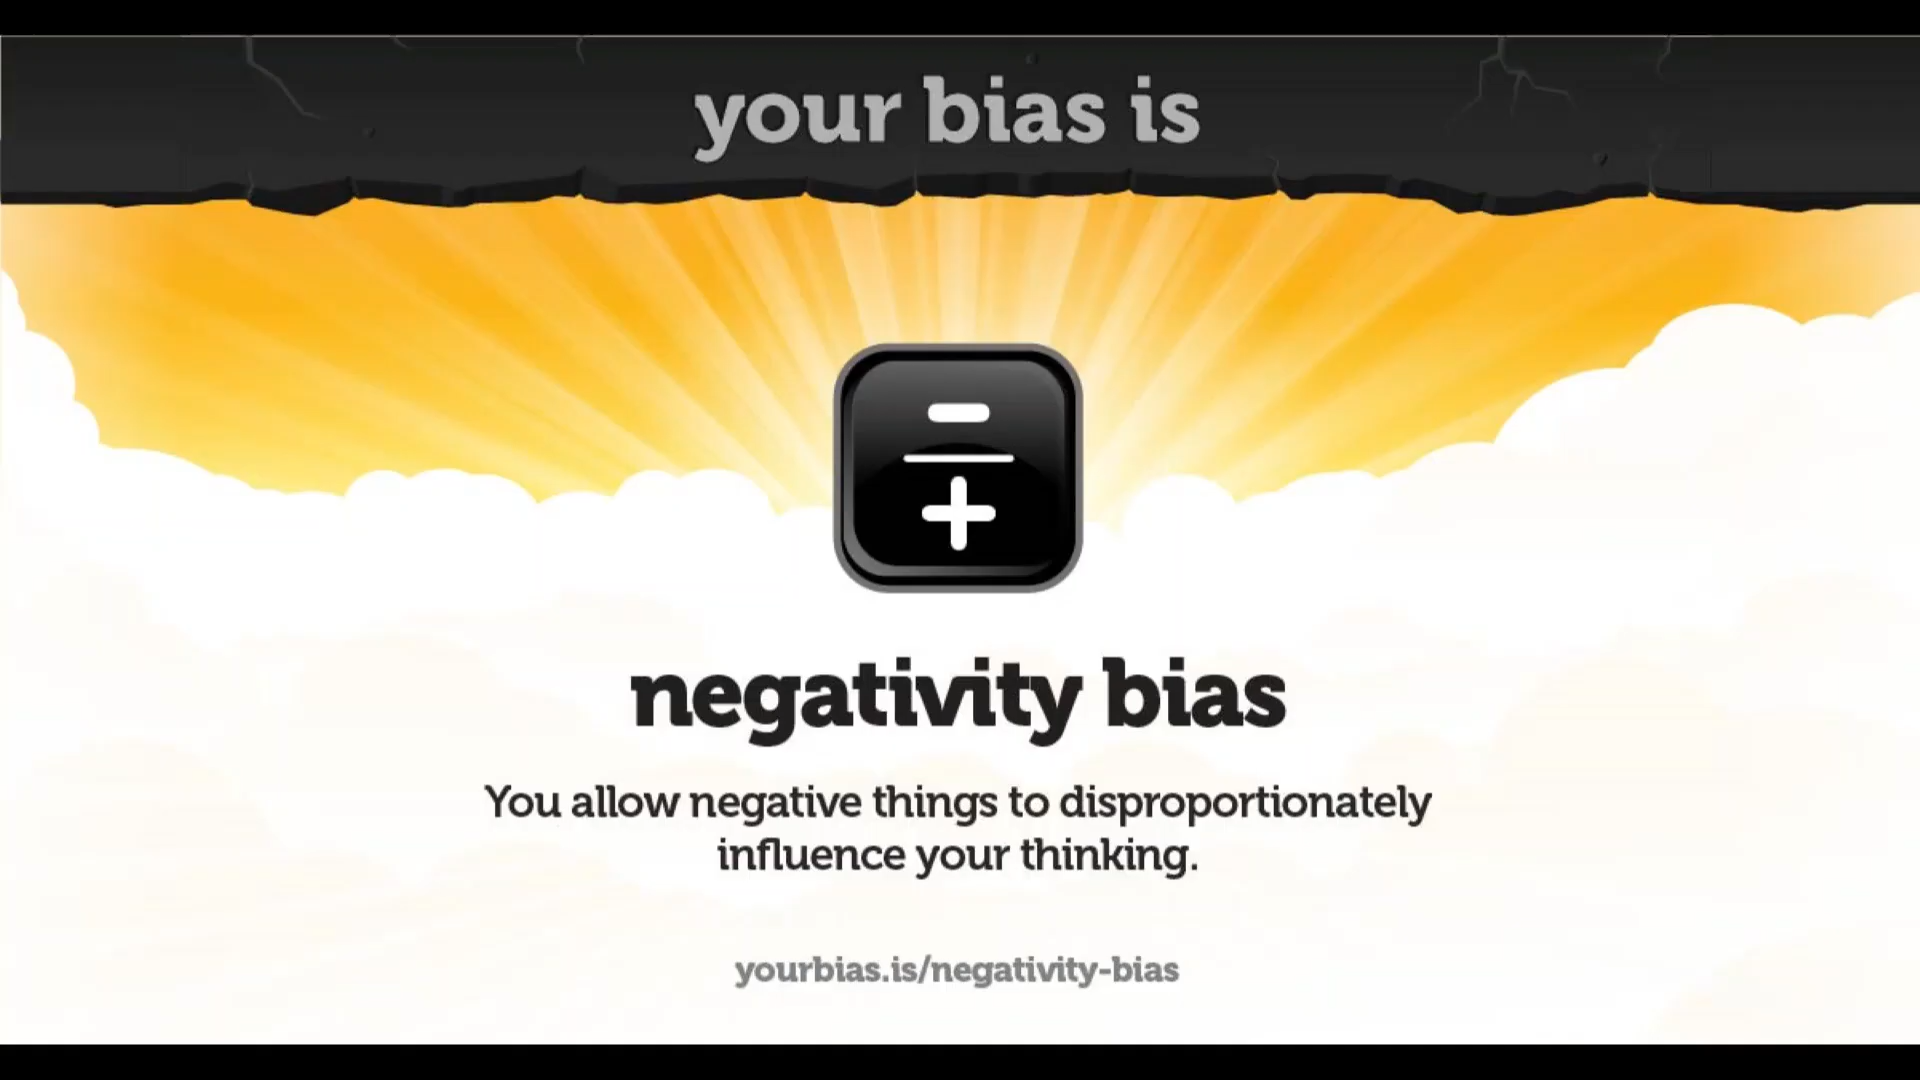 your bias is
negativity bias
You allow negative things to disproportionately
influence your thinking.
yourbias.is/negativity-bias